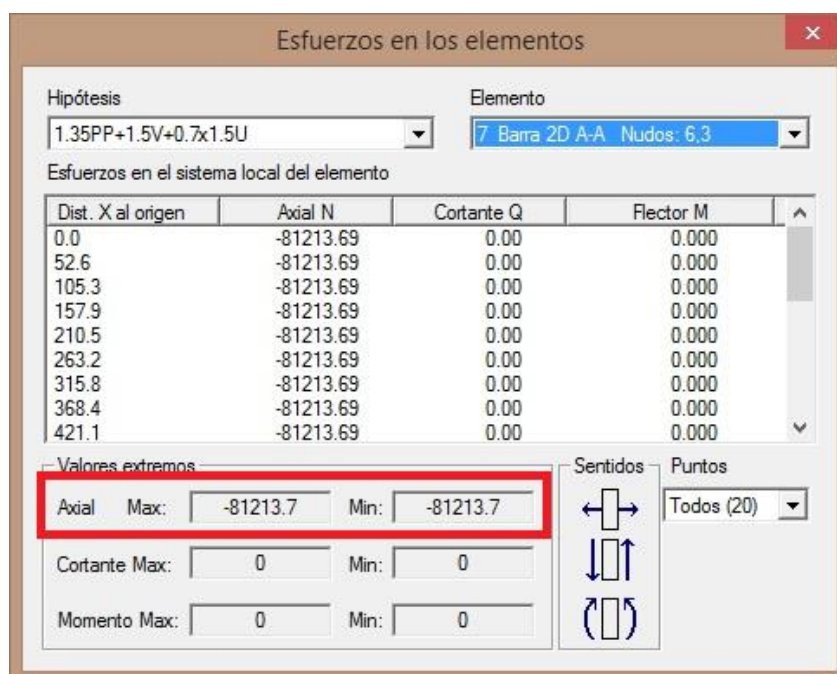 Esfuerzos en los elementos
Hipótesis Elemento
1.35PP+1.5V+0.7x1.5U 7 Barra 2D A-A Nudos: 6,3
Esfuerzos en el sistema local del elemento
Dist. X al origen Axial N Cortante Q Flector M
0.0 -81213.69 0.00 0.000
52.6 -81213.69 0.00 0.000
105.3 -81213.69 0.00 0.000
157.9 -81213.69 0.00 0.000
210.5 -81213.69 0.00 0.000
263.2 -81213.69 0.00 0.000
315.8 -81213.69 0.00 0.000
368.4 -81213.69 0.00 0.000
421.1 -81213.69 0.00 0.000
Valores extremos Sentidos Puntos
Axial Max: -81213.7 Min: -81213.7 Todos (20)
Cortante Max: 0 Min: 0
Momento Max: 0 Min: 0